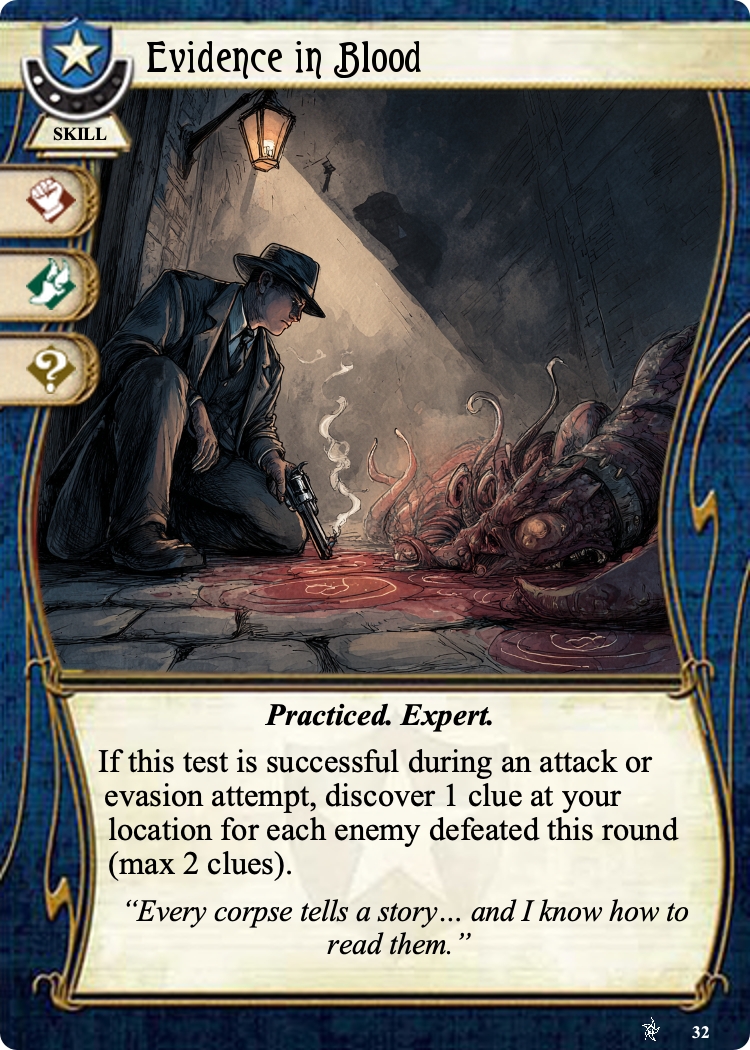 Evidence in Blood
SKILL
?
Practiced. Expert.
If this test is successful during an attack or
evasion attempt, discover 1 clue at your
location for each enemy defeated this round
(max 2 clues).
“Every corpse tells a story… and I know how to
read them.”
32